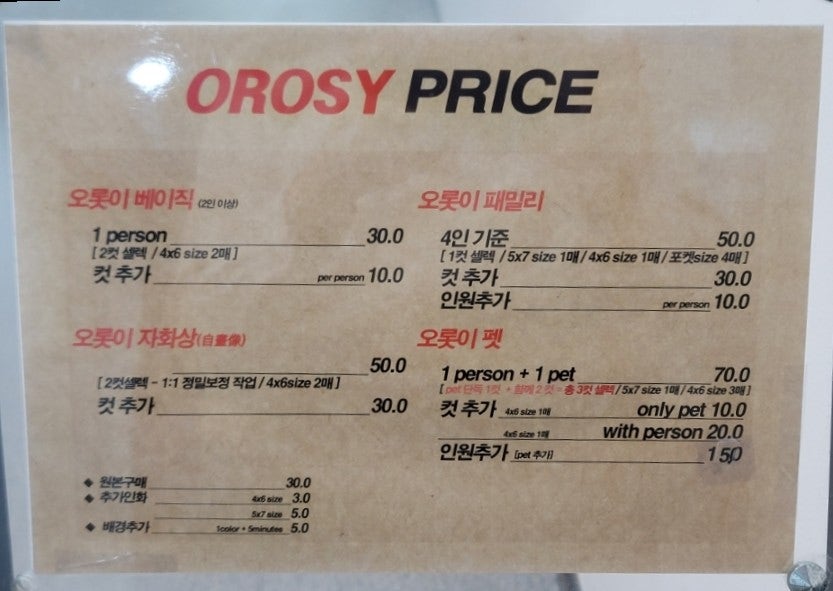 OROSY PRICE
오롯이 베이직 (2인 이상)
1 person 30.0
[ 2컷 셀렉 / 4x6 size 2매 ]
컷 추가 per person 10.0
오롯이 자화상(自畫像)
50.0
[ 2컷셀렉 - 1:1 정밀보정 작업 / 4x6size 2매 ]
컷 추가 30.0
◆ 원본구매 30.0
◆ 추가인화 4x6 size 3.0
5x7 size 5.0
◆ 배경추가 1color + 5minutes 5.0
오롯이 패밀리
4인 기준 50.0
[ 1컷 셀렉 / 5x7 size 1매 / 4x6 size 1매 / 포켓size 4매 ]
컷 추가 30.0
인원추가 per person 10.0
오롯이 펫
1 person + 1 pet 70.0
[ pet 단독 1컷 + 함께 2 컷 = 총 3컷 셀렉 / 5x7 size 1매 / 4x6 size 3매 ]
컷 추가 4x6 size 1매 only pet 10.0
4x6 size 1매 with person 20.0
인원추가 [pet 추가] 15.0